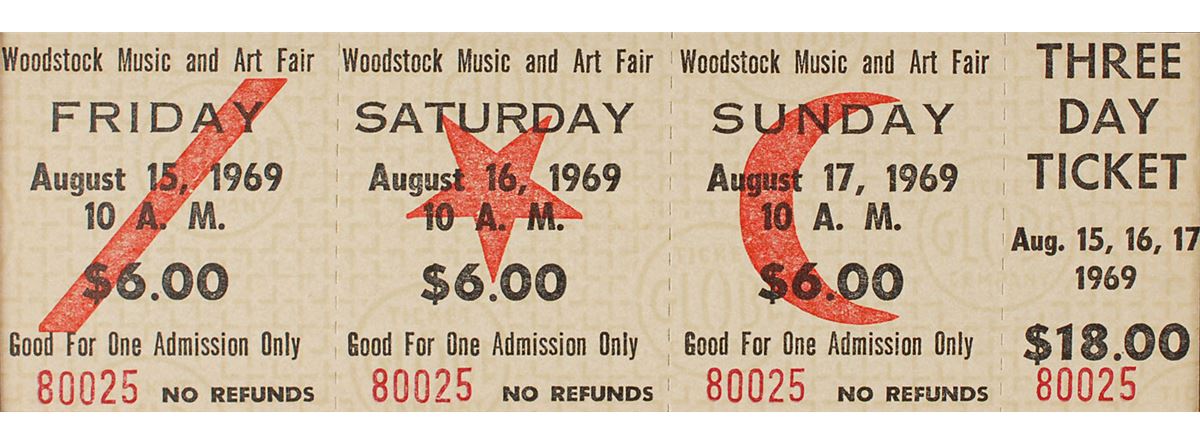 Woodstock Music and Art Fair
FRIDAY
August 15, 1969
10 A. M.
$6.00
Good For One Admission Only
80025 NO REFUNDS
Woodstock Music and Art Fair
SATURDAY
August 16, 1969
10 A. M.
$6.00
Good For One Admission Only
80025 NO REFUNDS
Woodstock Music and Art Fair
SUNDAY
August 17, 1969
10 A. M.
$6.00
Good For One Admission Only
80025 NO REFUNDS
THREE
DAY
TICKET
Aug. 15, 16, 17
1969
$18.00
80025